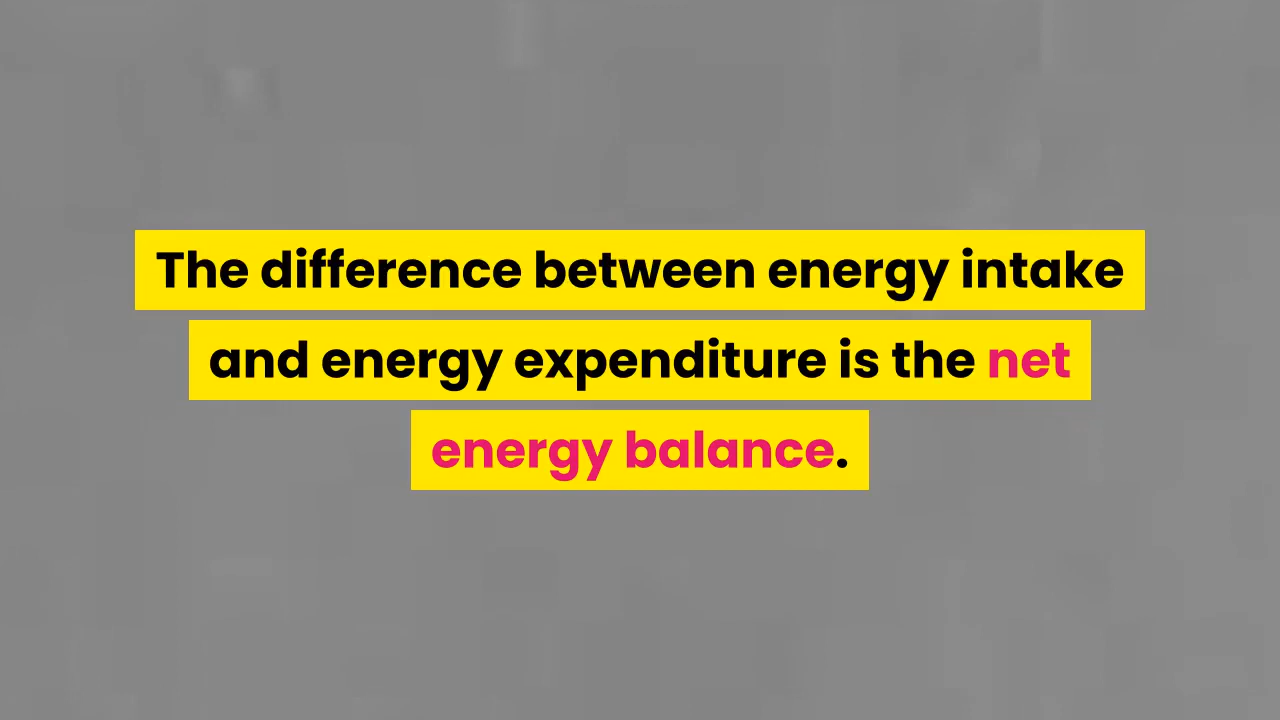 The difference between energy intake
and energy expenditure is the net
energy balance.